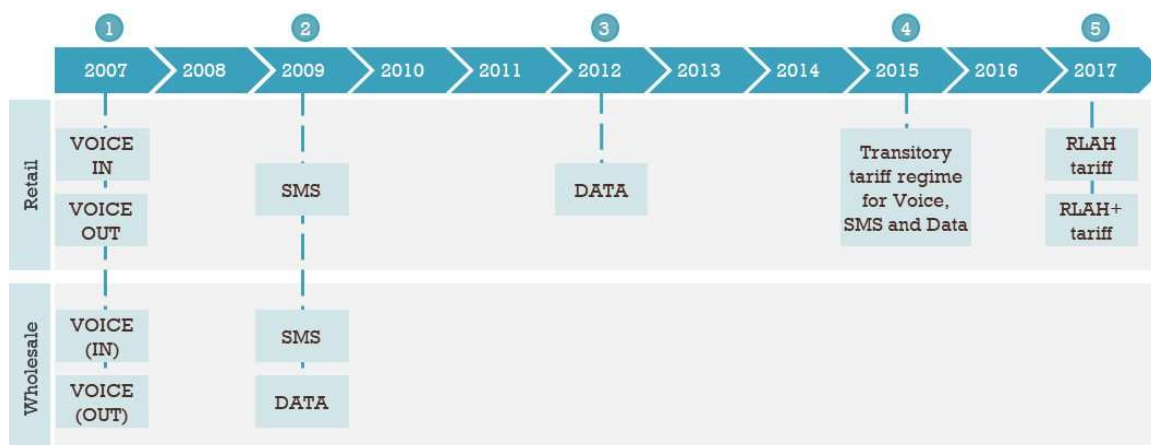 1 2 3 4 5
2007 2008 2009 2010 2011 2012 2013 2014 2015 2016 2017
Retail
VOICE
IN
VOICE
OUT
SMS
DATA
Transitory
tariff regime
for Voice,
SMS and Data
RLAH
tariff
RLAH+
tariff
Wholesale
VOICE
(IN)
VOICE
(OUT)
SMS
DATA